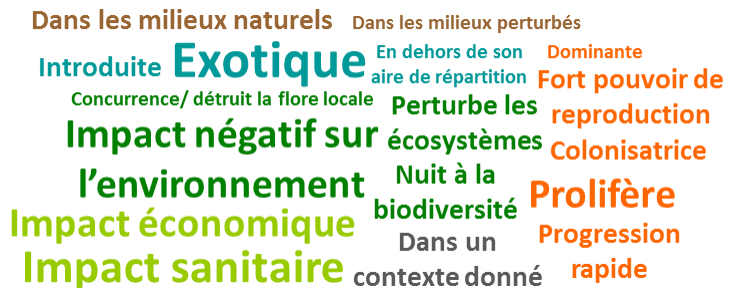 Dans les milieux naturels
Dans les milieux perturbés
Introduite
Exotique
En dehors de son
aire de répartition
Dominante
Fort pouvoir de
reproduction
Concurrence/ détruit la flore locale
Perturbe les
écosystèmes
Colonisatrice
Impact négatif sur
l'environnement
Nuit à la
biodiversité
Prolifère
Impact économique
Dans un
contexte donné
Progression
rapide
Impact sanitaire